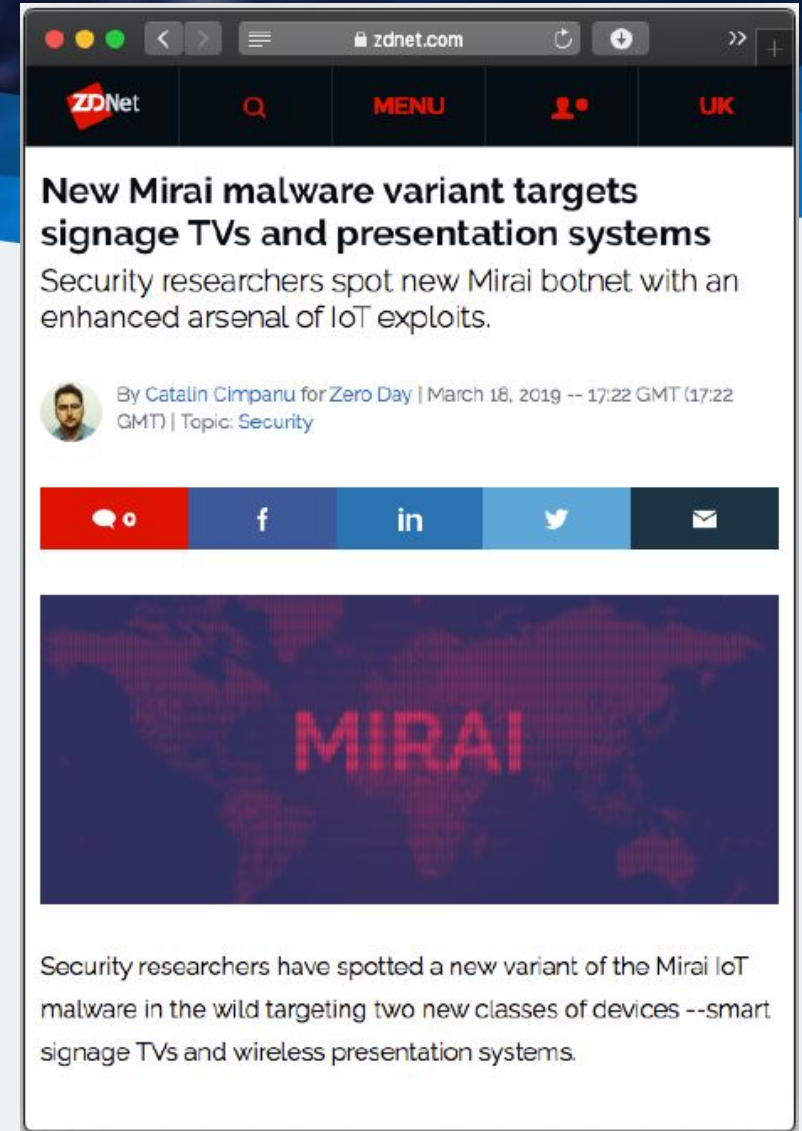 zdnet.com
ZDNet
MENU
UK
New Mirai malware variant targets
signage TVs and presentation systems
Security researchers spot new Mirai botnet with an
enhanced arsenal of IoT exploits.
By Catalin Cimpanu for Zero Day | March 18, 2019 -- 17:22 GMT (17:22
GMT) | Topic: Security
0
f
in
MIRAI
Security researchers have spotted a new variant of the Mirai IoT
malware in the wild targeting two new classes of devices --smart
signage TVs and wireless presentation systems.